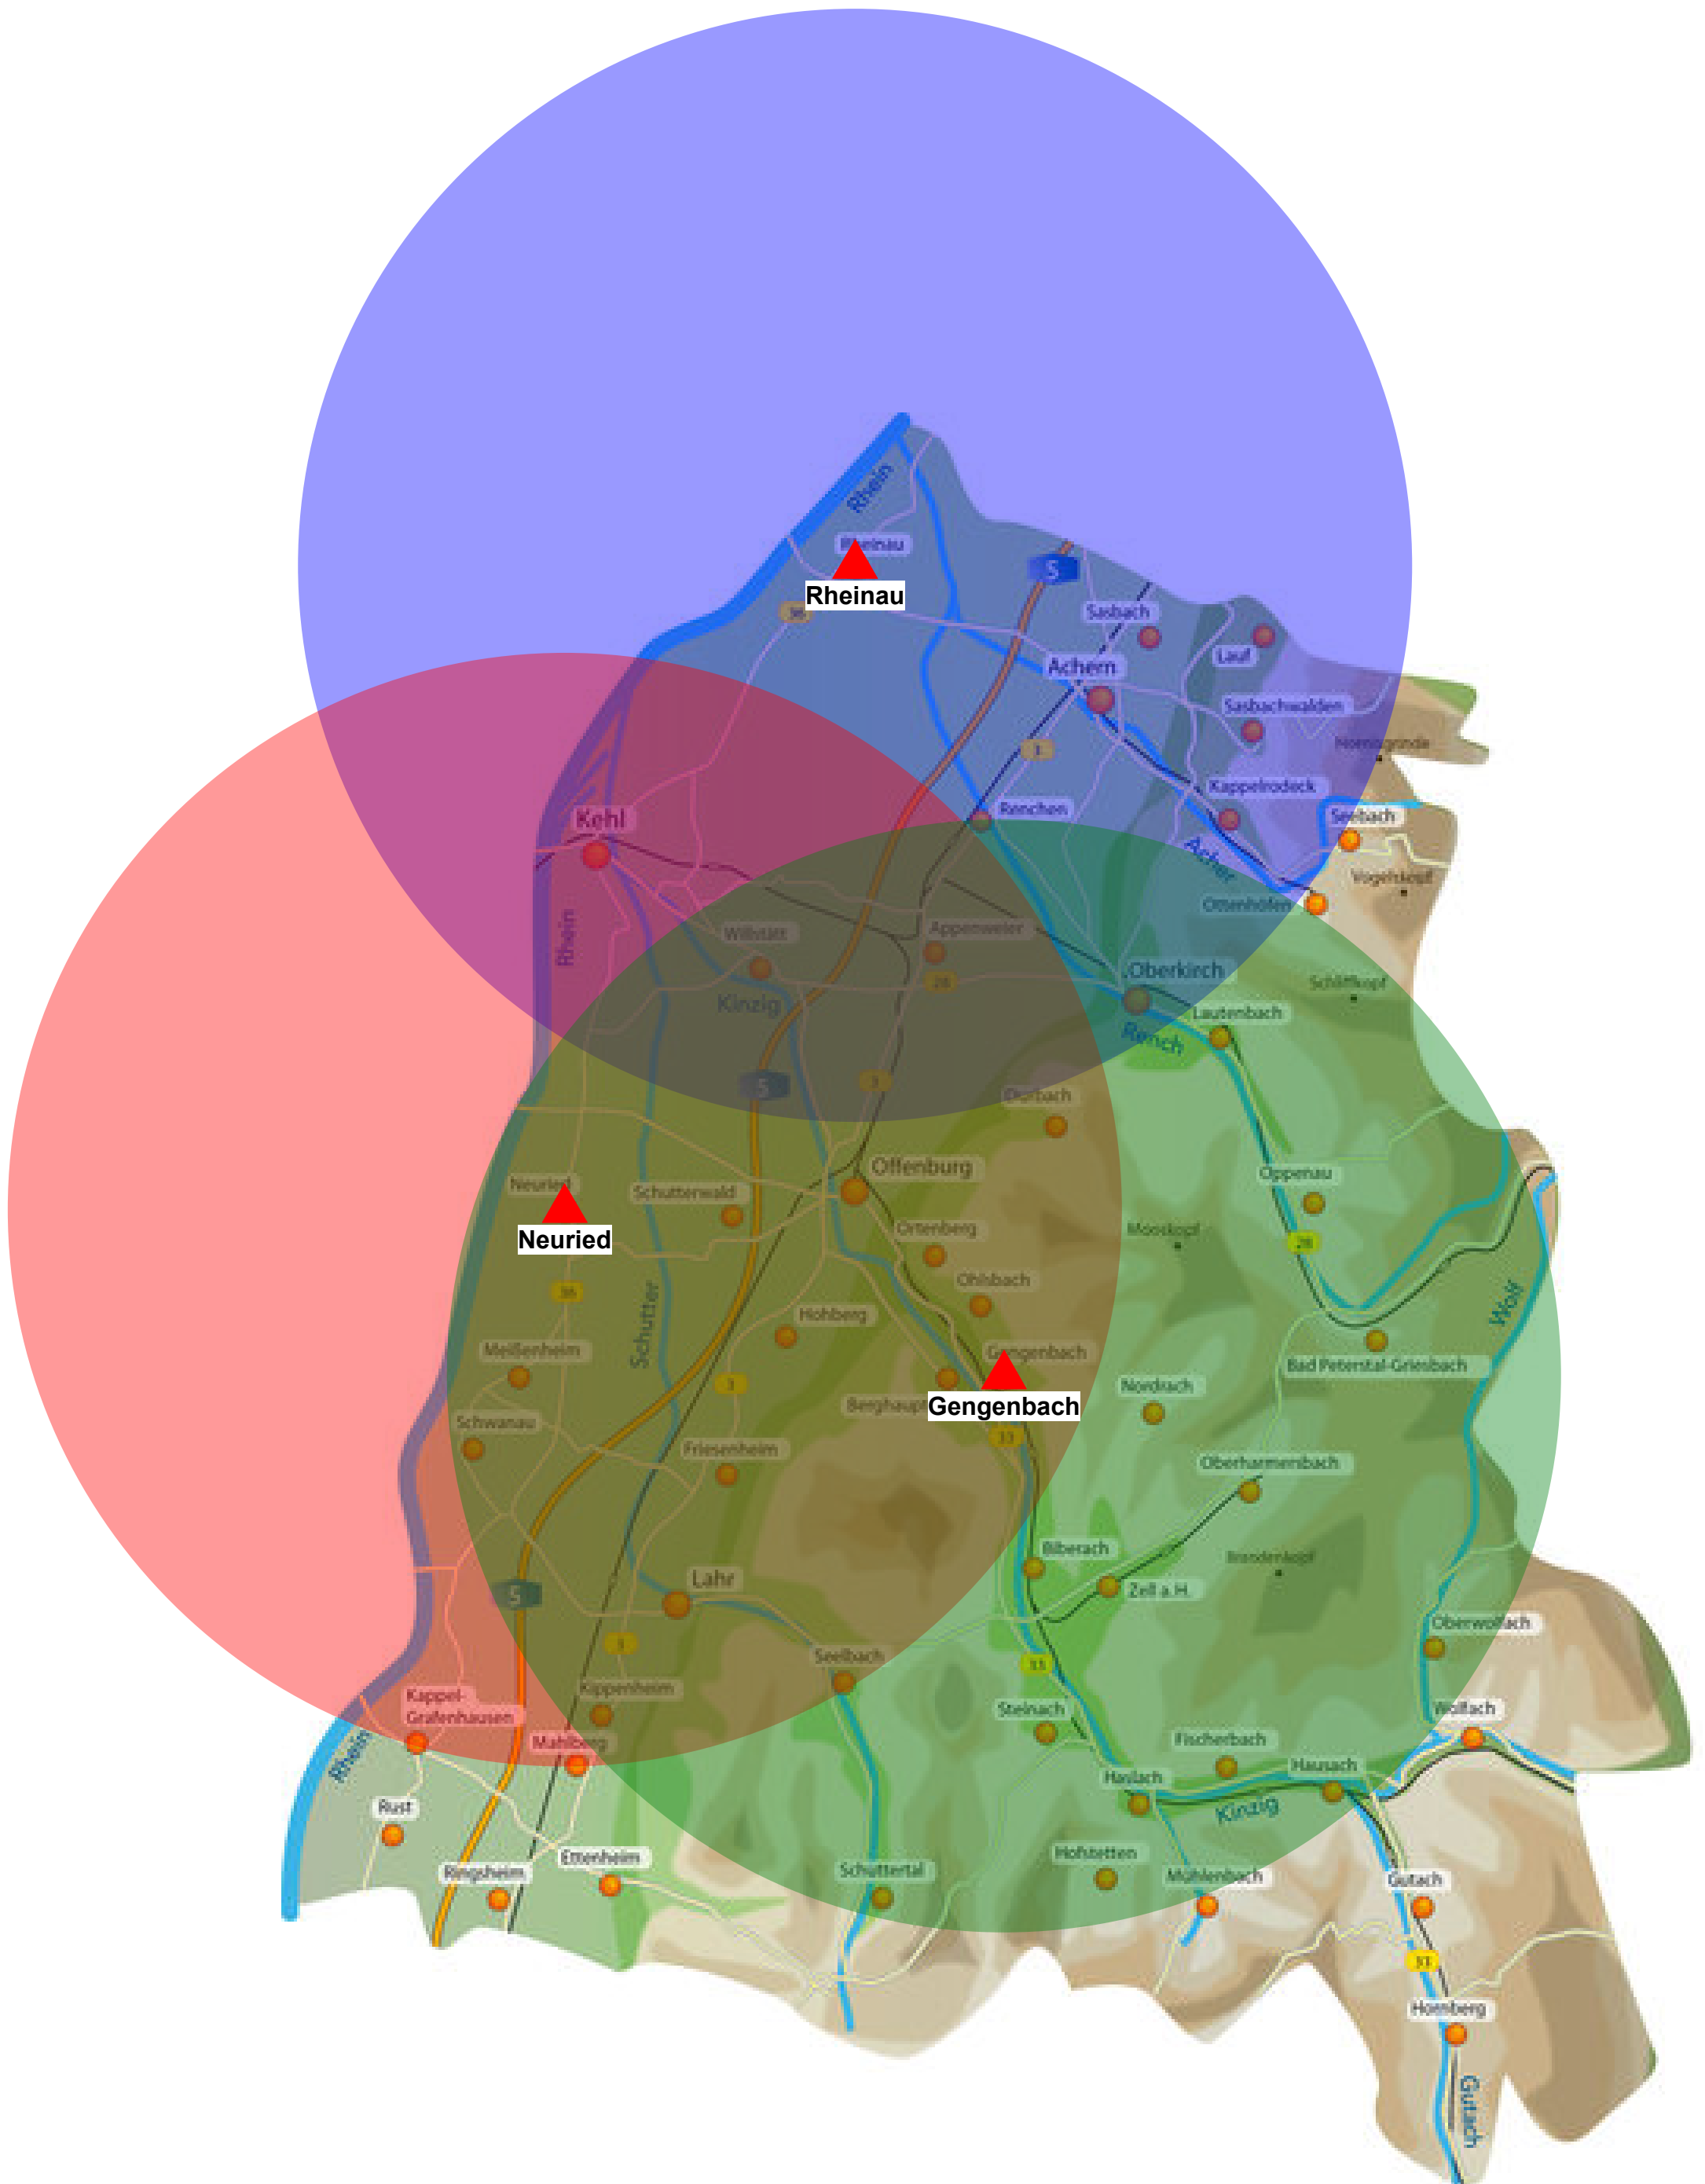 Rhein
Rheinau
Rheinau
5
36
Sasbach
Lauf
Achern
Sasbachwalden
Hornisgrinde
3
Kappelrodeck
Renchen
Seebach
Kehl
Acher
Vogelskopf
Ottenhöfen
Rhein
Willstätt
Appenweier
28
Oberkirch
Schliffkopf
Kinzig
Lautenbach
Rench
5
3
Durbach
Offenburg
Oppenau
Neuried
Schutterwald
Neuried
Ortenberg
Mooskopf
28
Ohlsbach
36
Hohlberg
Wolf
Schutter
Meißenheim
Gengenbach
Bad Peterstal-Griesbach
3
Nordrach
Berghaupt
Gengenbach
Schwanau
33
Friesenheim
Oberharmersbach
Biberach
Brandenkopf
Lahr
Zell a.H.
5
Oberwolfach
3
Seelbach
33
Kippenheim
Kappel-
Grafenhausen
Steinach
Wolfach
Mahlberg
Fischerbach
Rhein
Hausach
Haslach
Rust
Kinzig
Ettenheim
Hofstetten
Ringsheim
Schuttertal
Mühlenbach
Gutach
33
Hornberg
Gutach